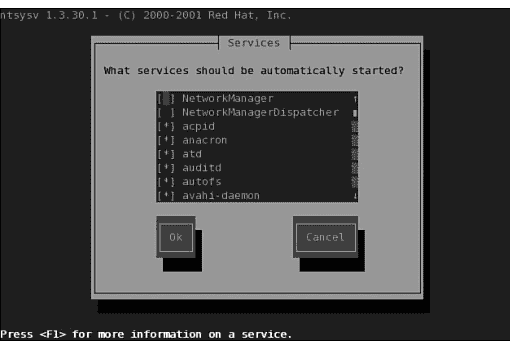 ntsysv 1.3.30.1 - (C) 2000-2001 Red Hat, Inc.
Services
What services should be automatically started?
[ ] NetworkManager
[ ] NetworkManagerDispatcher
[*] acpid
[*] anacron
[*] atd
[*] auditd
[*] autofs
[*] avahi-daemon
Ok Cancel
Press <F1> for more information on a service.